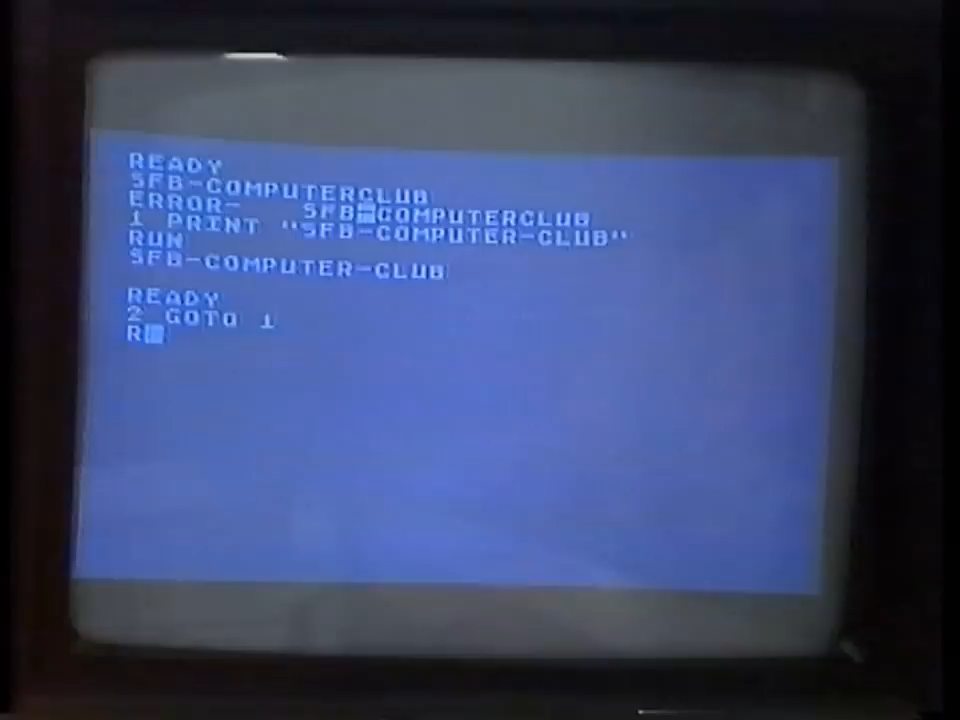 READY
SFB-COMPUTERCLUB
ERROR-   SFB-COMPUTERCLUB
1 PRINT "SFB-COMPUTER-CLUB"
RUN
SFB-COMPUTER-CLUB
READY
2 GOTO 1
R